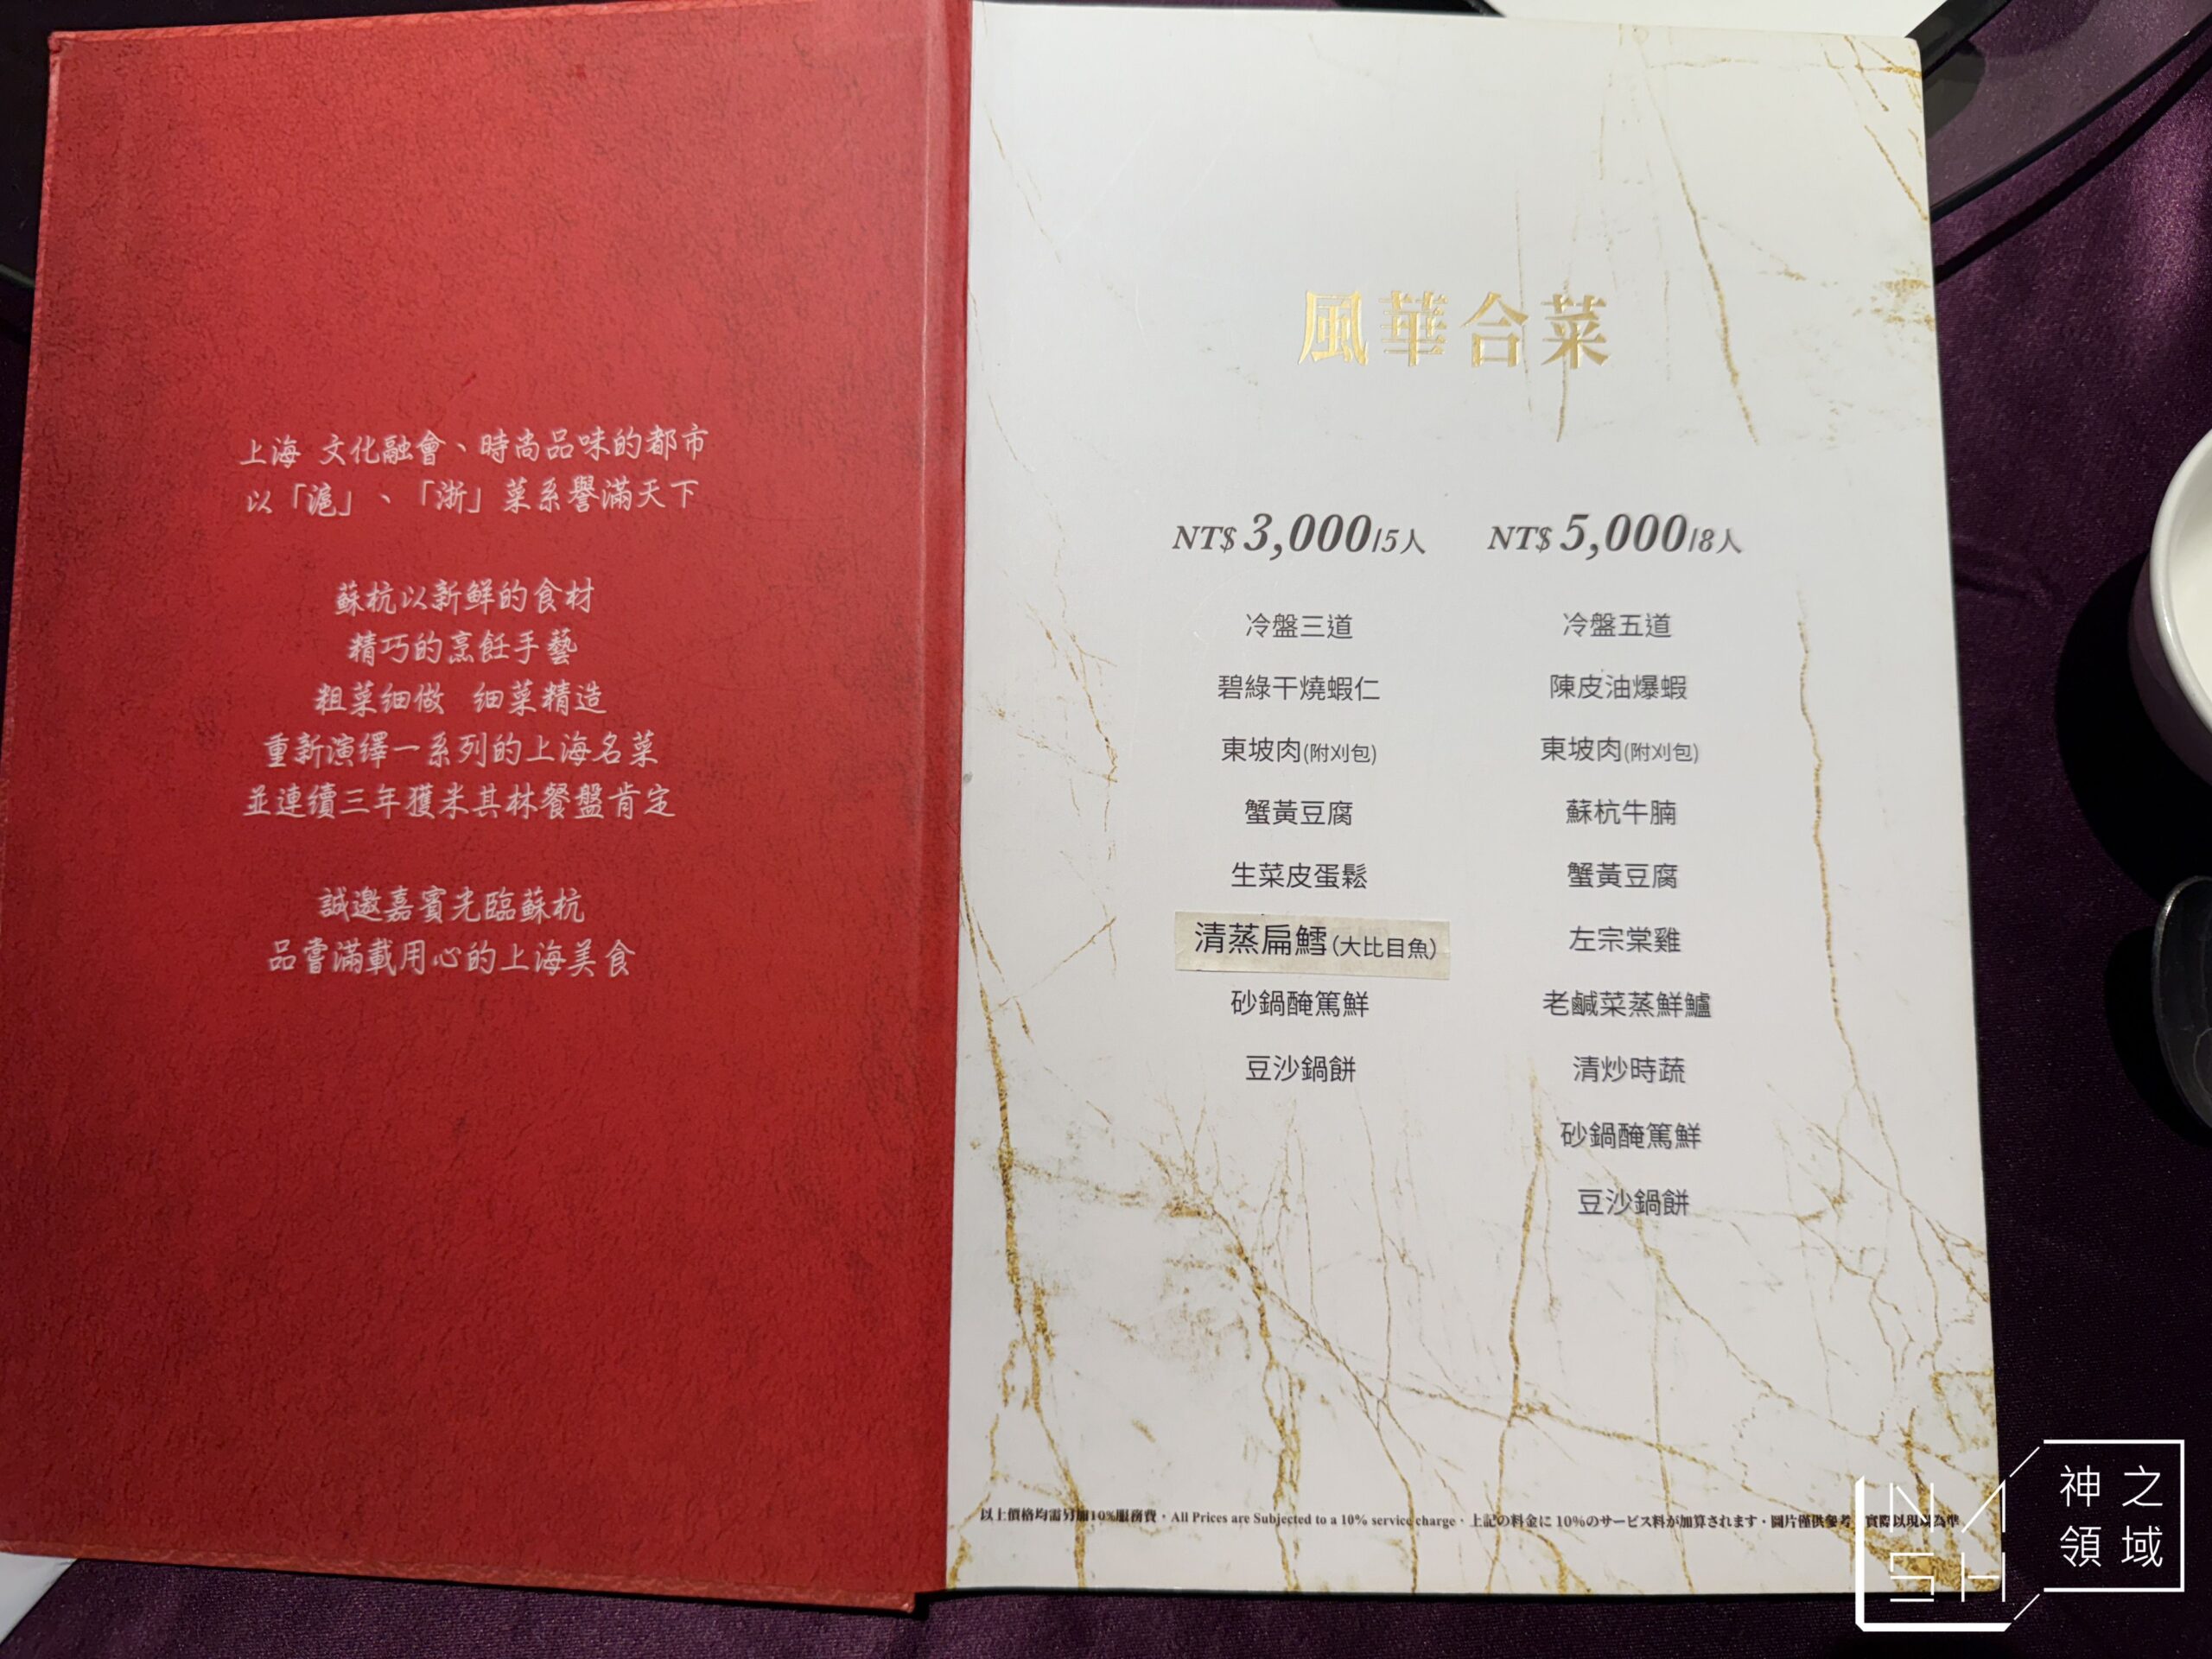 上海 文化融會、時尚品味的都市
以「滬」、「浙」菜系譽滿天下
蘇杭以新鮮的食材
精巧的烹飪手藝
粗菜细做 细菜精造
重新演繹一系列的上海名菜
並連續三年獲米其林餐盤肯定
誠邀嘉賓光臨蘇杭
品嘗滿載用心的上海美食
風華合菜
NT$ 3,000/5人
冷盤三道
碧綠干燒蝦仁
東坡肉(附刈包)
蟹黃豆腐
生菜皮蛋鬆
清蒸扁鱈(大比目魚)
砂鍋醃篤鮮
豆沙鍋餅
NT$ 5,000/8人
冷盤五道
陳皮油爆蝦
東坡肉(附刈包)
蘇杭牛腩
蟹黃豆腐
左宗棠雞
老鹹菜蒸鮮鱸
清炒時蔬
砂鍋醃篤鮮
豆沙鍋餅
以上價格均需另加10%服務費・All Prices are Subjected to a 10% service charge・上記の料金に 10%のサービス料が加算されます・圖片僅供參考 實際以現場為準
NASH
神之
領域